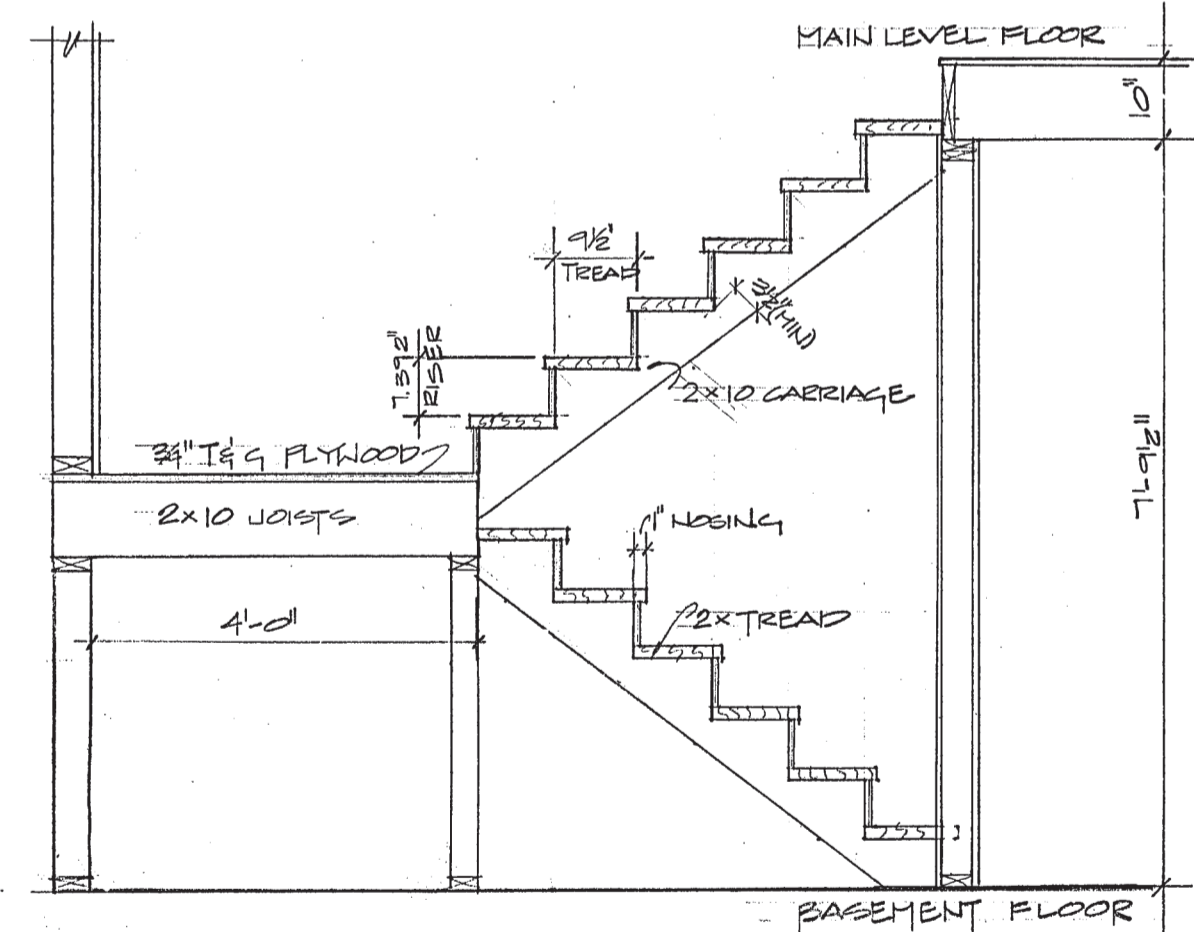 MAIN LEVEL FLOOR
10"
9½"
TREAD
3½"
(MIN)
7.392"
RISER
2x10 CARRIAGE
¾" T&G PLYWOOD
7'-9½"
2x10 JOISTS
1" NOSING
4'-0"
2x TREAD
BASEMENT FLOOR